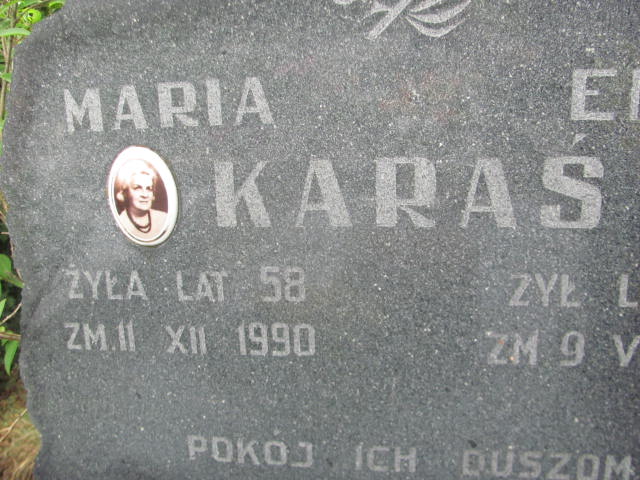 MARIA
KARAŚ
ŻYŁA LAT 58 ŻYŁ
ZM. 11 XII 1990 ZM 9
POKÓJ ICH DUSZOM